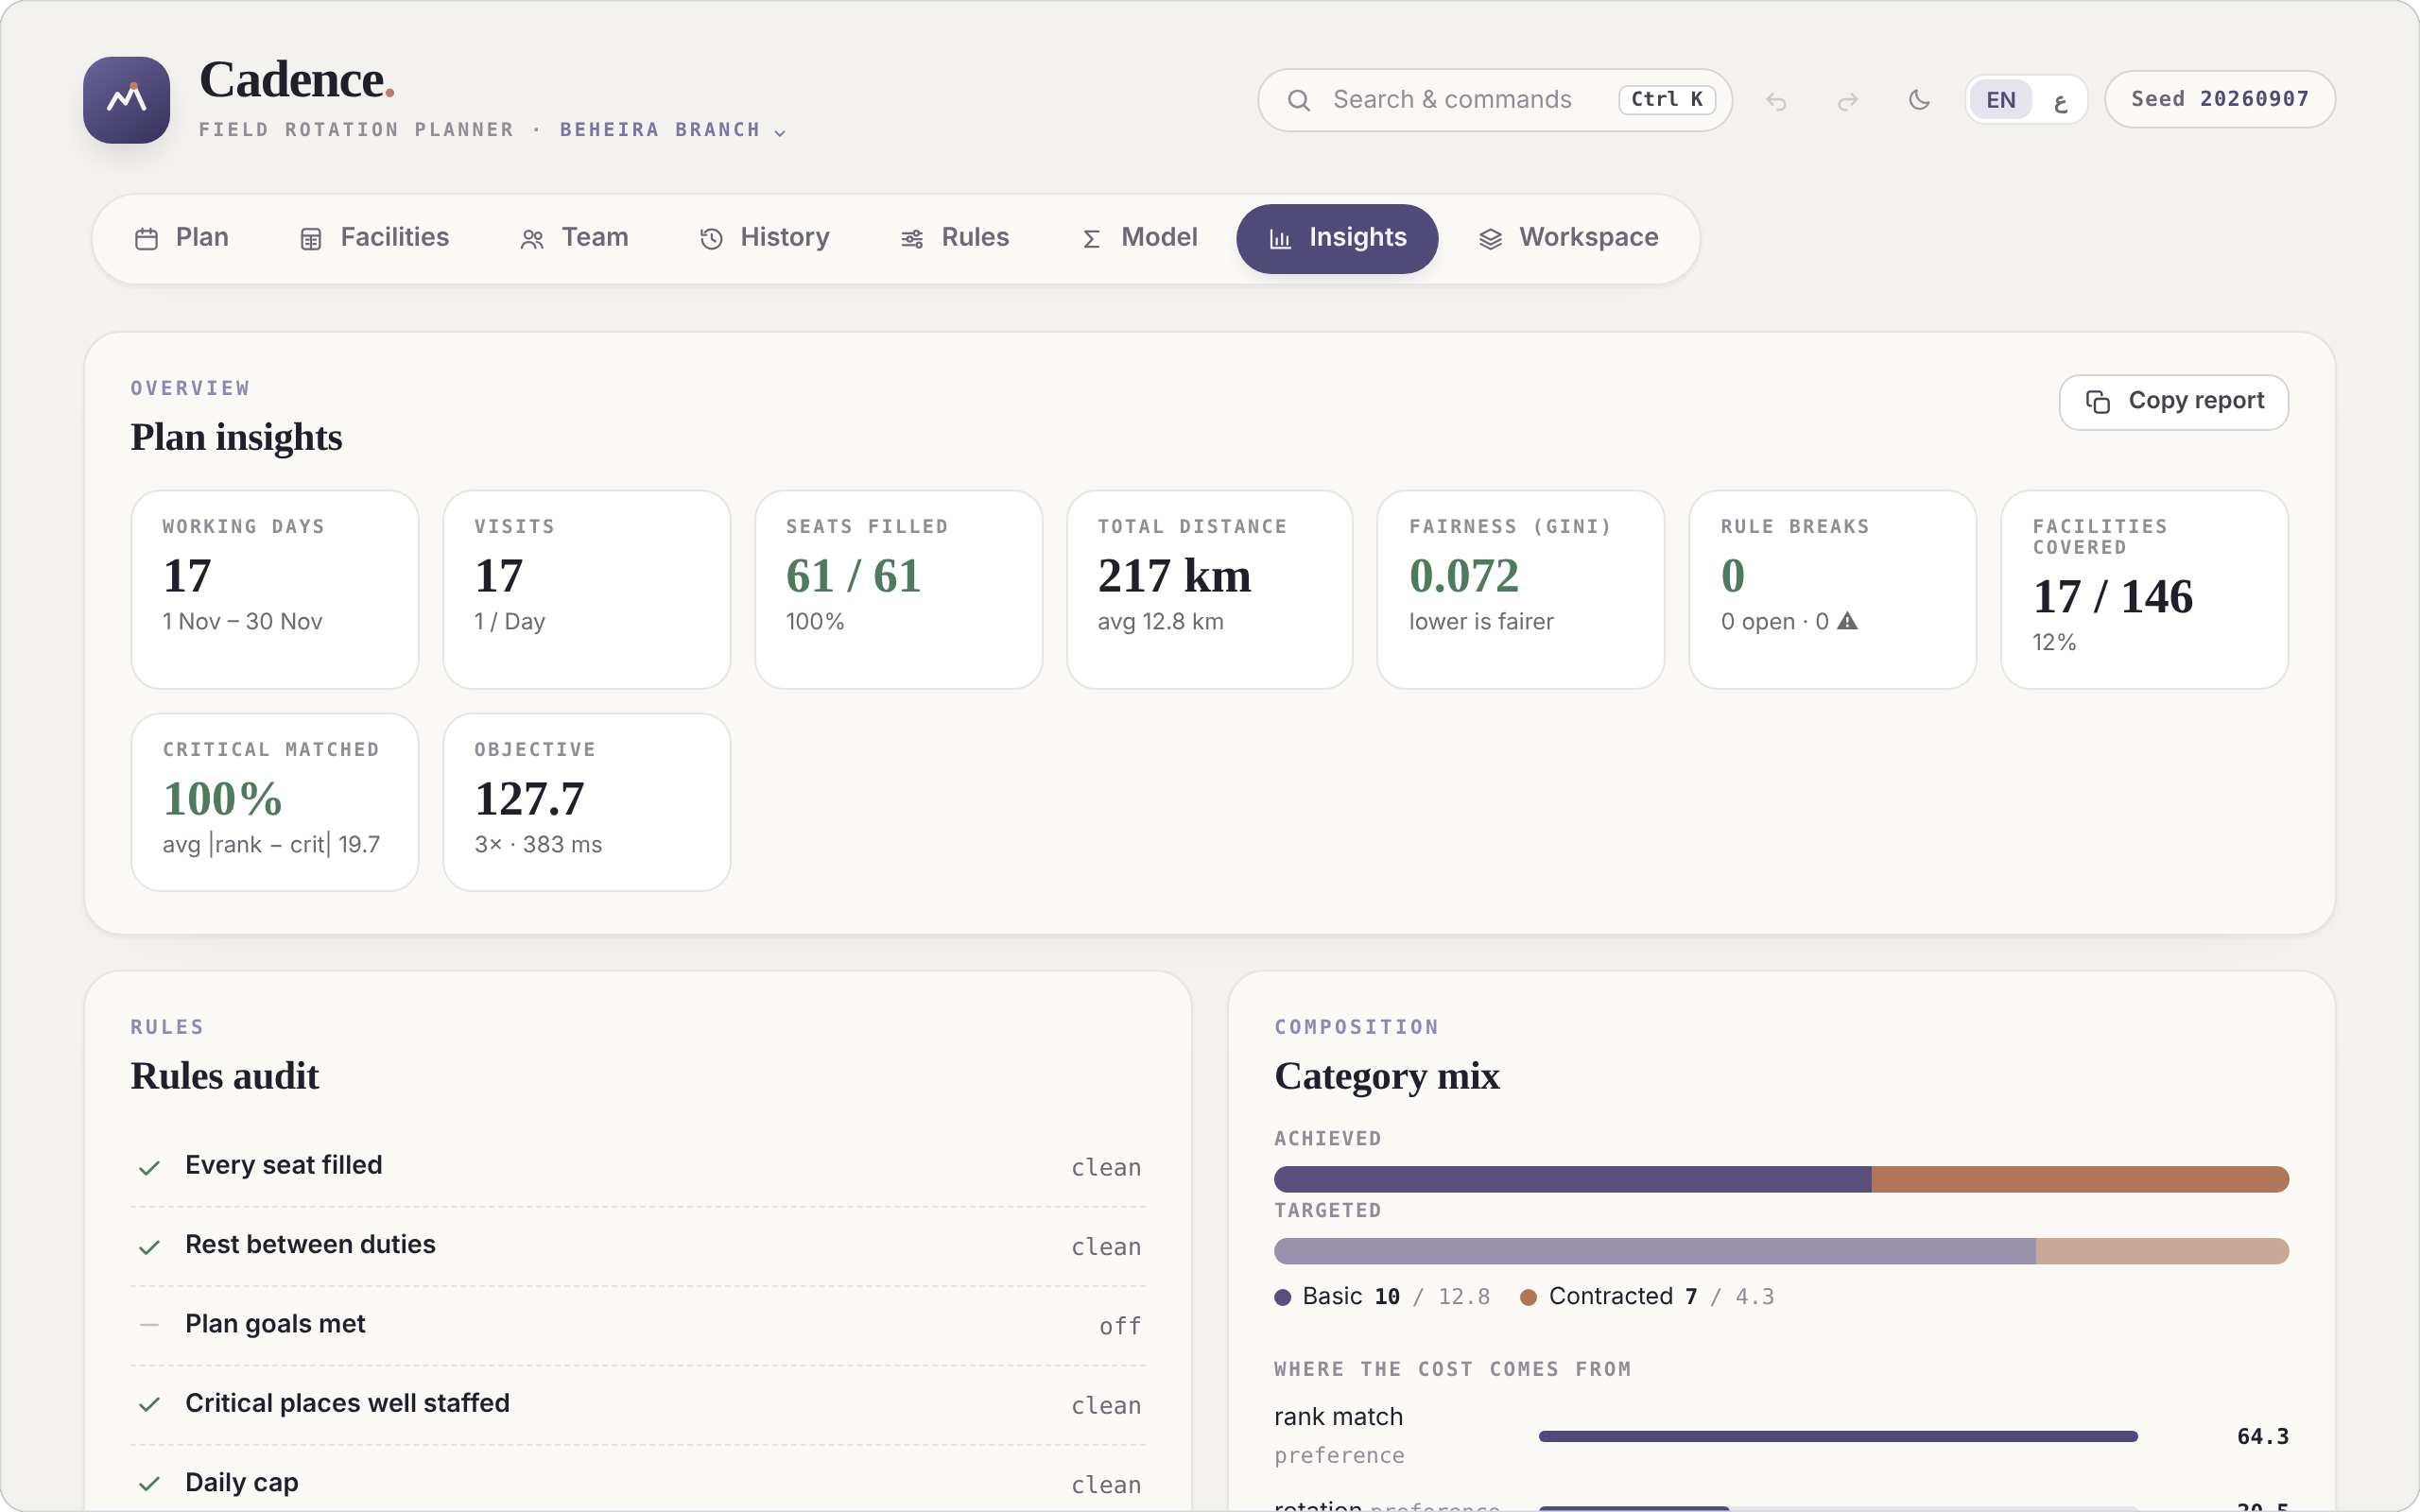 Cadence.
FIELD ROTATION PLANNER · BEHEIRA BRANCH
Search & commands Ctrl K
EN ع
Seed 20260907
Plan Facilities Team History Rules Model Insights Workspace
OVERVIEW
Plan insights
Copy report
WORKING DAYS
17
1 Nov – 30 Nov
VISITS
17
1 / Day
SEATS FILLED
61 / 61
100%
TOTAL DISTANCE
217 km
avg 12.8 km
FAIRNESS (GINI)
0.072
lower is fairer
RULE BREAKS
0
0 open · 0 ⚠
FACILITIES
COVERED
17 / 146
12%
CRITICAL MATCHED
100%
avg |rank − crit| 19.7
OBJECTIVE
127.7
3× · 383 ms
RULES
Rules audit
Every seat filled clean
Rest between duties clean
Plan goals met off
Critical places well staffed clean
Daily cap clean
COMPOSITION
Category mix
ACHIEVED
TARGETED
Basic 10 / 12.8 Contracted 7 / 4.3
WHERE THE COST COMES FROM
rank match
preference
64.3
rotation preference 20.5